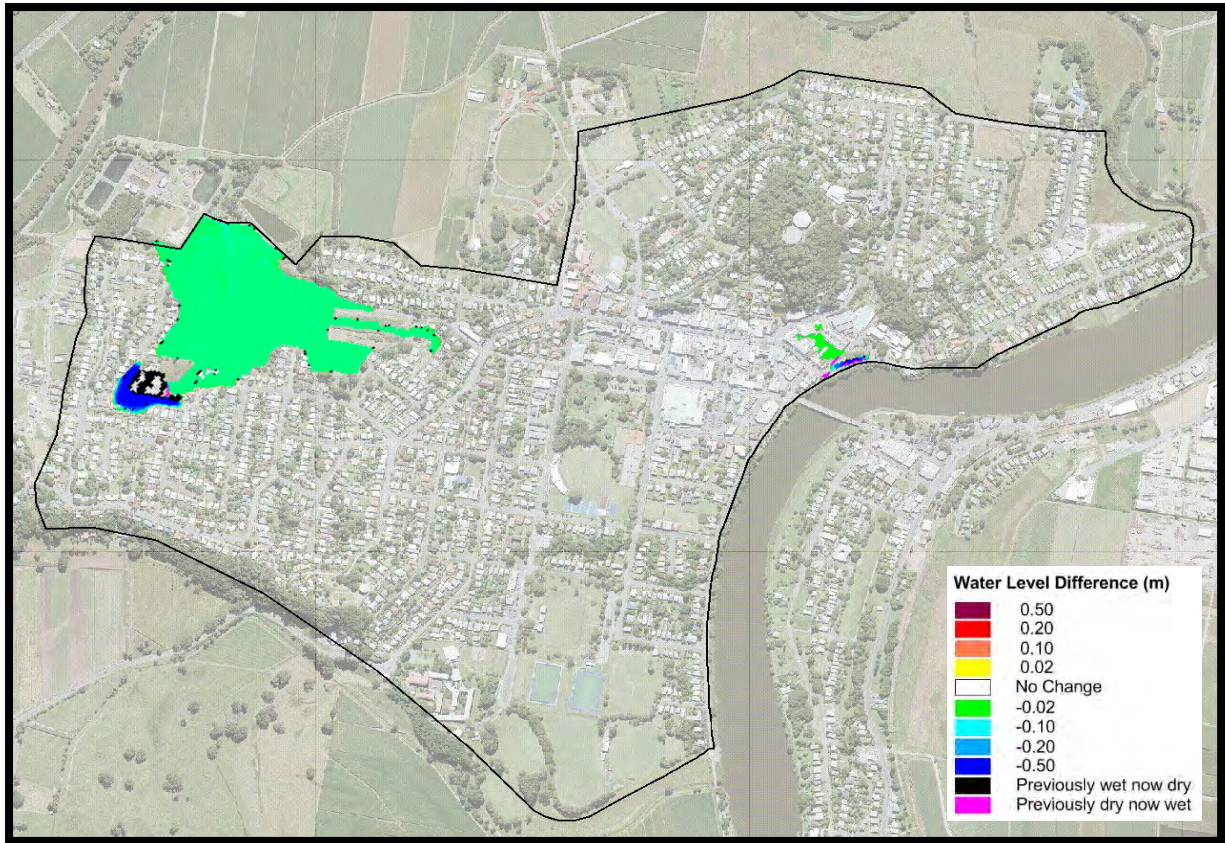 Water Level Difference (m)
0.50
0.20
0.10
0.02
No Change
-0.02
-0.10
-0.20
-0.50
Previously wet now dry
Previously dry now wet